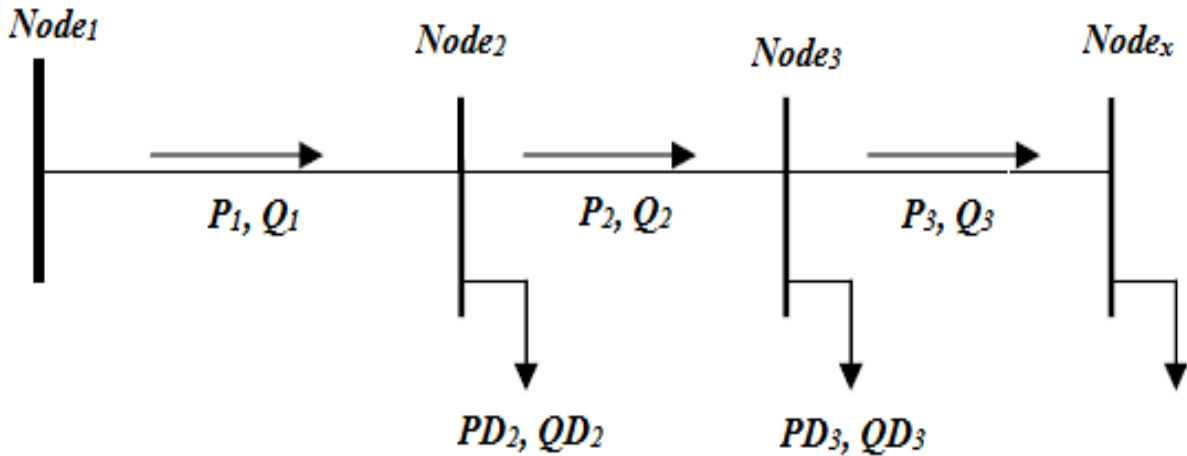 Node1
Node2
Node3
Nodex
P1, Q1
P2, Q2
P3, Q3
PD2, QD2
PD3, QD3